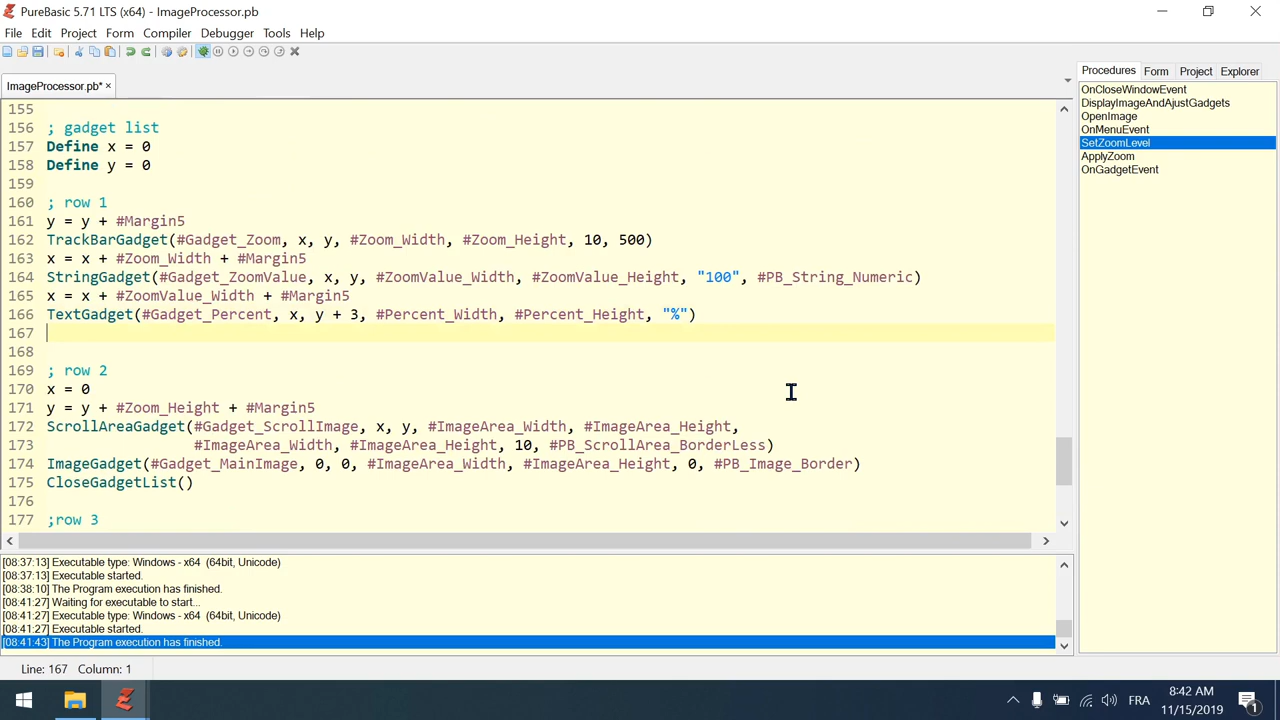 PureBasic 5.71 LTS (x64) - ImageProcessor.pb
File Edit Project Form Compiler Debugger Tools Help
ImageProcessor.pb*
155
156 ; gadget list
157 Define x = 0
158 Define y = 0
159
160 ; row 1
161 y = y + #Margin5
162 TrackBarGadget(#Gadget_Zoom, x, y, #Zoom_Width, #Zoom_Height, 10, 500)
163 x = x + #Zoom_Width + #Margin5
164 StringGadget(#Gadget_ZoomValue, x, y, #ZoomValue_Width, #ZoomValue_Height, "100", #PB_String_Numeric)
165 x = x + #ZoomValue_Width + #Margin5
166 TextGadget(#Gadget_Percent, x, y + 3, #Percent_Width, #Percent_Height, "%")
167
168
169 ; row 2
170 x = 0
171 y = y + #Zoom_Height + #Margin5
172 ScrollAreaGadget(#Gadget_ScrollImage, x, y, #ImageArea_Width, #ImageArea_Height,
173 #ImageArea_Width, #ImageArea_Height, 10, #PB_ScrollArea_BorderLess)
174 ImageGadget(#Gadget_MainImage, 0, 0, #ImageArea_Width, #ImageArea_Height, 0, #PB_Image_Border)
175 CloseGadgetList()
176
177 ;row 3
[08:37:13] Executable type: Windows - x64 (64bit, Unicode)
[08:37:13] Executable started.
[08:38:10] The Program execution has finished.
[08:41:27] Waiting for executable to start...
[08:41:27] Executable type: Windows - x64 (64bit, Unicode)
[08:41:27] Executable started.
[08:41:43] The Program execution has finished.
Procedures Form Project Explorer
OnCloseWindowEvent
DisplayImageAndAjustGadgets
OpenImage
OnMenuEvent
SetZoomLevel
ApplyZoom
OnGadgetEvent
Line: 167 Column: 1
FRA
8:42 AM
11/15/2019
1